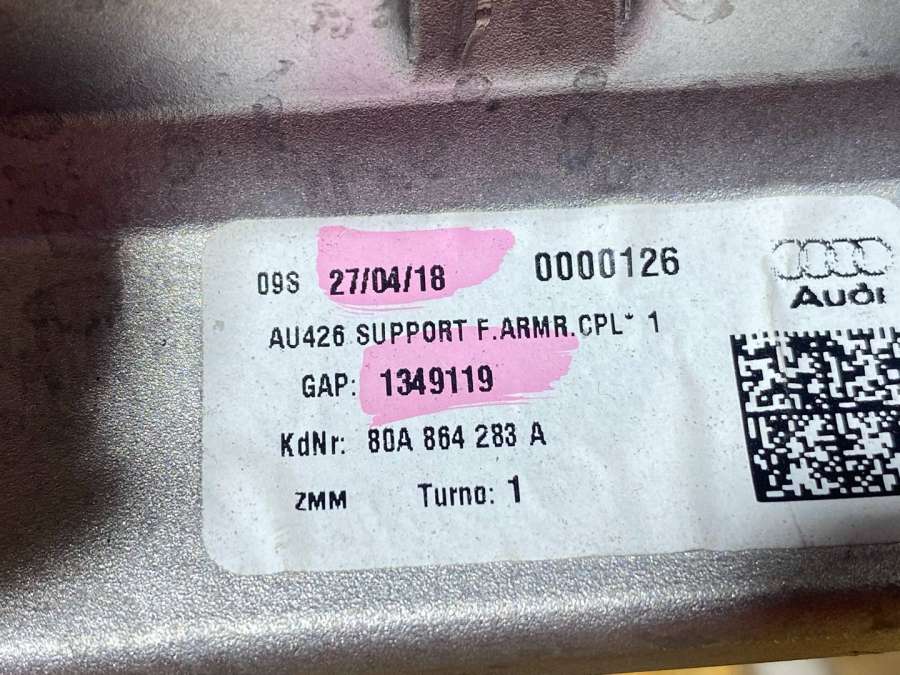 09S 27/04/18 0000126
Audi
AU426 SUPPORT F.ARMR.CPL* 1
GAP: 1349119
KdNr: 80A 864 283 A
ZMM Turno: 1